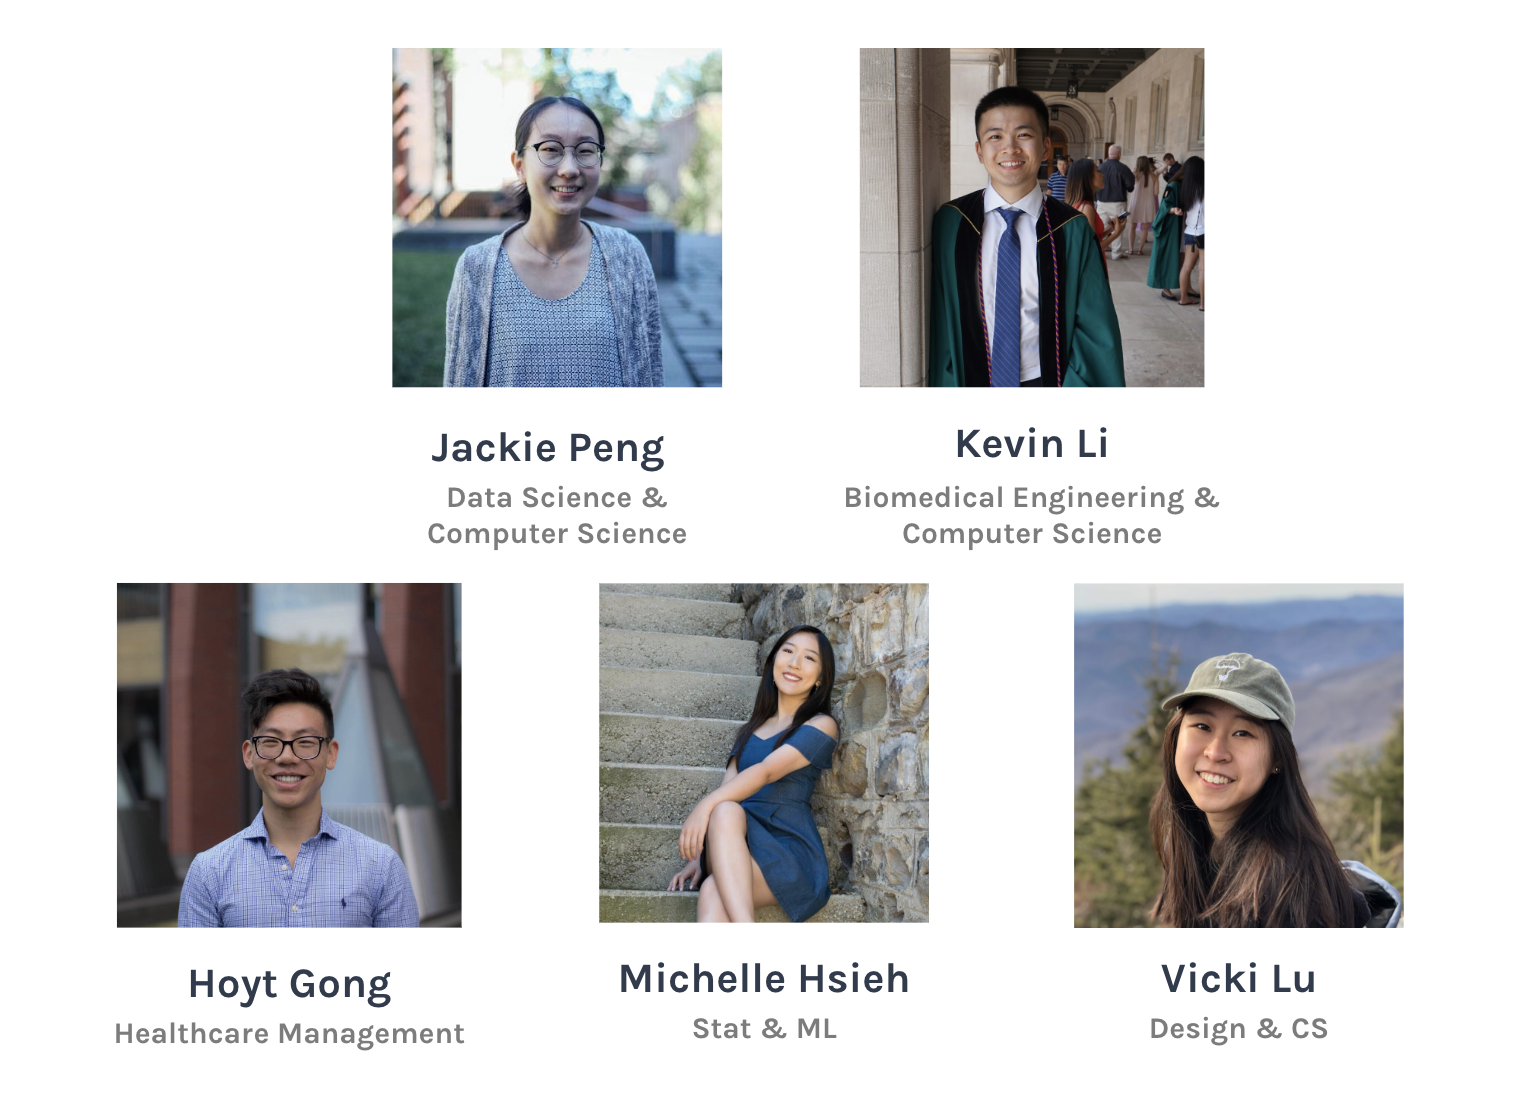 Jackie Peng
Data Science &
Computer Science
Kevin Li
Biomedical Engineering &
Computer Science
Hoyt Gong
Healthcare Management
Michelle Hsieh
Stat & ML
Vicki Lu
Design & CS